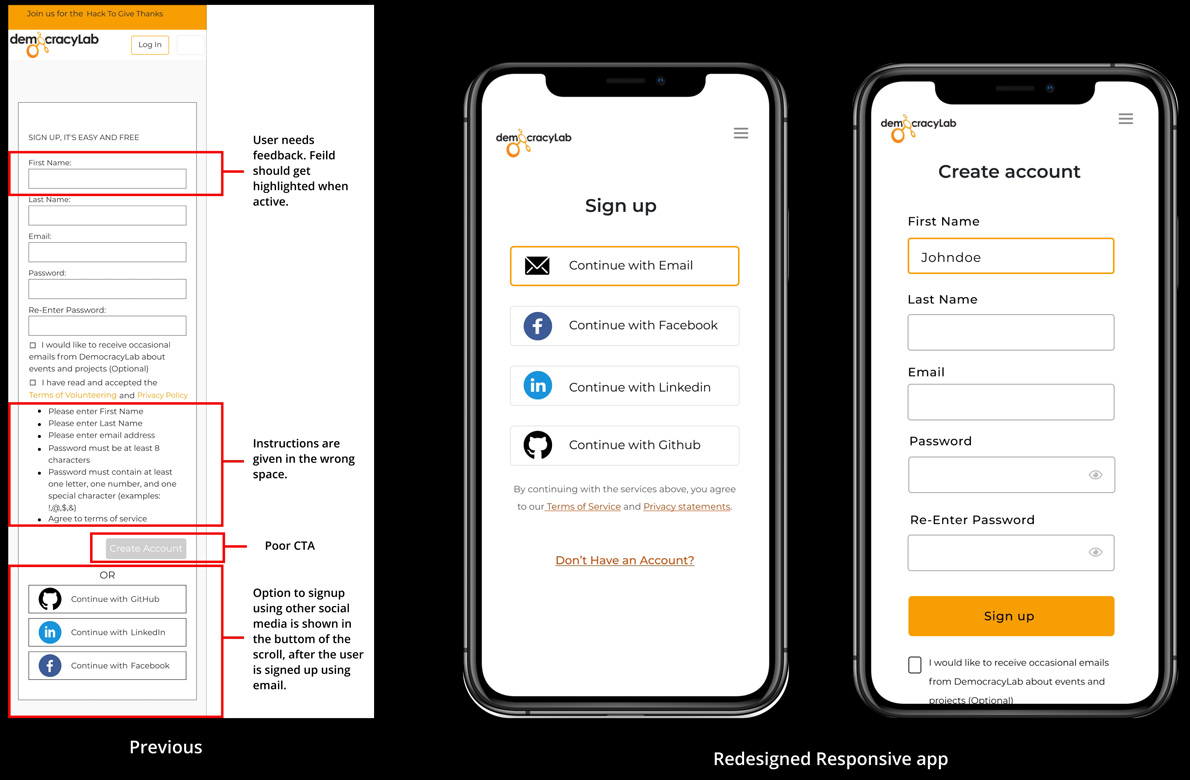 Join us for the Hack To Give Thanks
democracyLab
Log In
SIGN UP, IT'S EASY AND FREE
First Name:
Last Name:
Email:
Password:
Re-Enter Password:
I would like to receive occasional
emails from DemocracyLab about
events and projects (Optional)
I have read and accepted the
Terms of Volunteering and Privacy Policy
Please enter First Name
Please enter Last Name
Please enter email address
Password must be at least 8
characters
Password must contain at least
one letter, one number, and one
special character (examples:
!,@,$,&)
Agree to terms of service
Create Account
OR
Continue with GitHub
Continue with LinkedIn
Continue with Facebook
User needs
feedback. Feild
should get
highlighted when
active.
Instructions are
given in the wrong
space.
Poor CTA
Option to signup
using other social
media is shown in
the buttom of the
scroll, after the user
is signed up using
email.
Previous
democracyLab
Sign up
Continue with Email
Continue with Facebook
Continue with Linkedin
Continue with Github
By continuing with the services above, you agree
to our Terms of Service and Privacy statements.
Don't Have an Account?
democracyLab
Create account
First Name
Johndoe
Last Name
Email
Password
Re-Enter Password
Sign up
I would like to receive occasional emails
from DemocracyLab about events and
projects (Optional)
Redesigned Responsive app